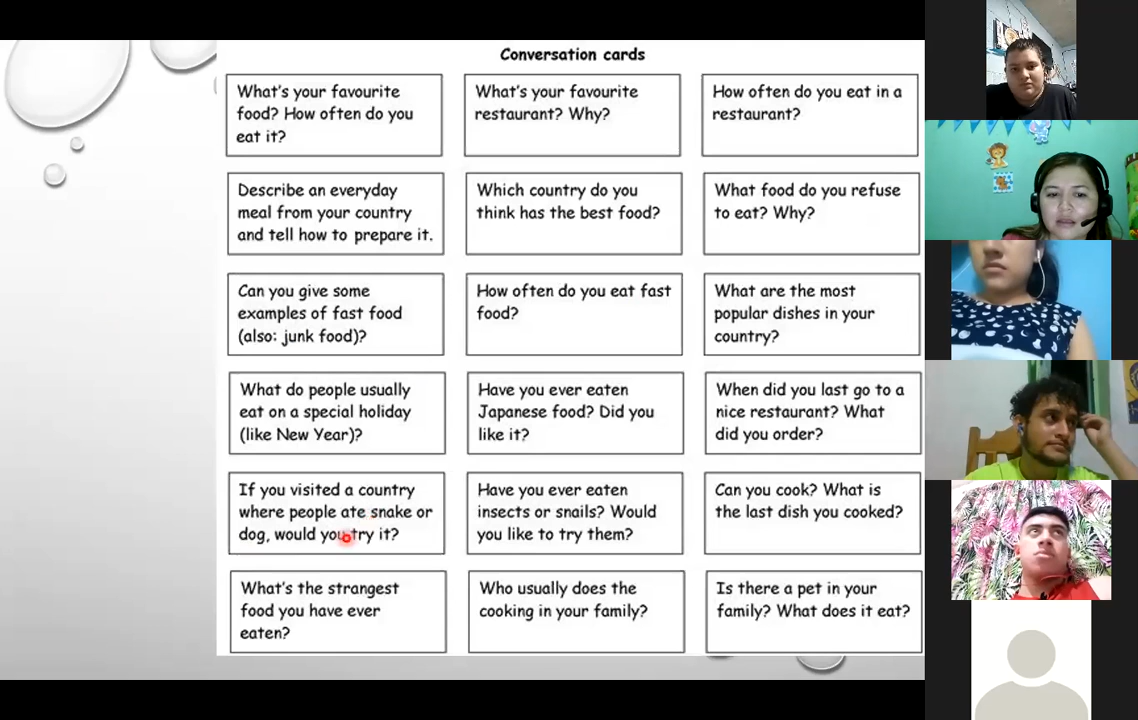 Conversation cards
What's your favourite
food? How often do you
eat it?
What's your favourite
restaurant? Why?
How often do you eat in a
restaurant?
Describe an everyday
meal from your country
and tell how to prepare it.
Which country do you
think has the best food?
What food do you refuse
to eat? Why?
Can you give some
examples of fast food
(also: junk food)?
How often do you eat fast
food?
What are the most
popular dishes in your
country?
What do people usually
eat on a special holiday
(like New Year)?
Have you ever eaten
Japanese food? Did you
like it?
When did you last go to a
nice restaurant? What
did you order?
If you visited a country
where people ate snake or
dog, would you try it?
Have you ever eaten
insects or snails? Would
you like to try them?
Can you cook? What is
the last dish you cooked?
What's the strangest
food you have ever
eaten?
Who usually does the
cooking in your family?
Is there a pet in your
family? What does it eat?